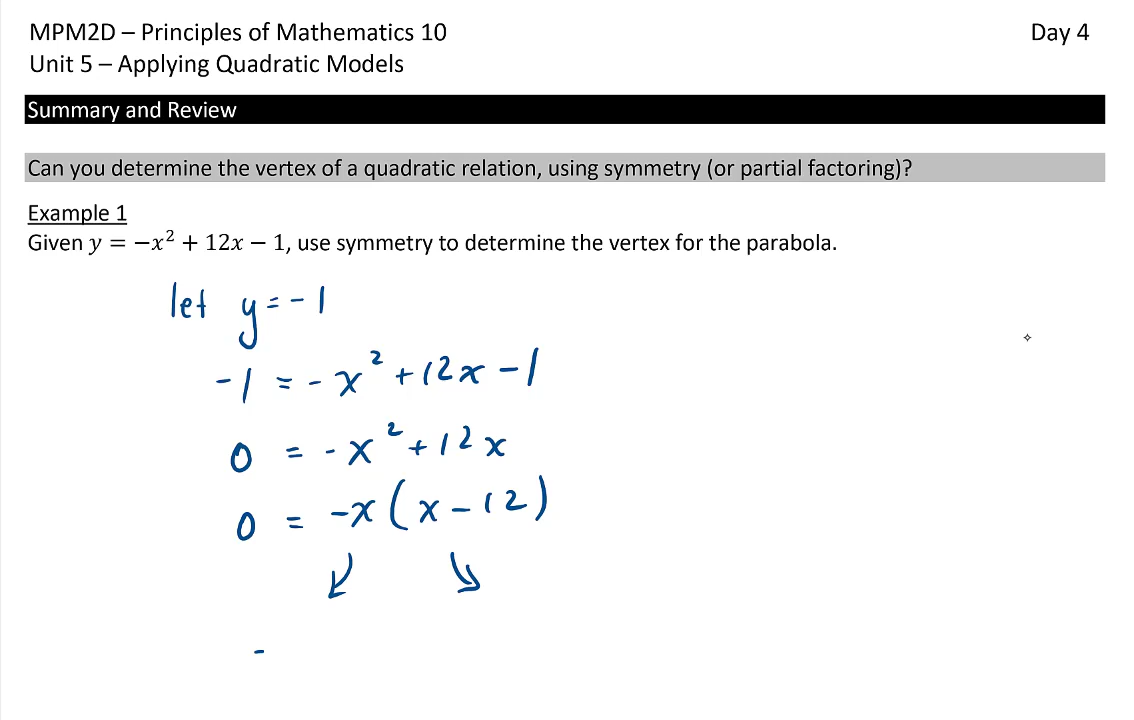 MPM2D – Principles of Mathematics 10 Day 4
Unit 5 – Applying Quadratic Models
Summary and Review
Can you determine the vertex of a quadratic relation, using symmetry (or partial factoring)?
Example 1
Given y = −x² + 12x − 1, use symmetry to determine the vertex for the parabola.
let y = -1
-1 = -x² + 12x - 1
0 = -x² + 12x
0 = -x(x - 12)
↙ ↘
-